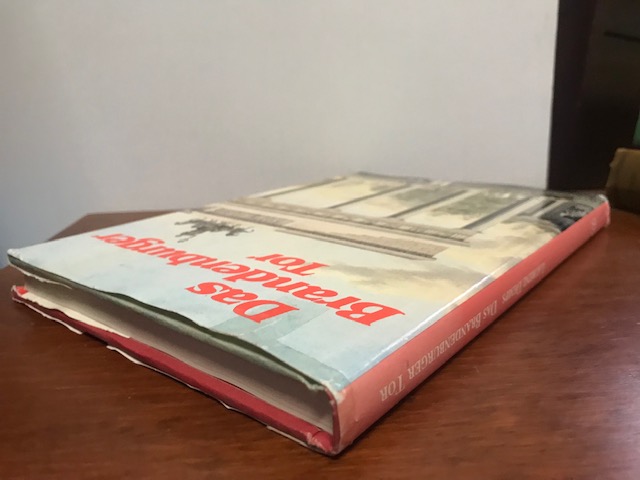 Das
Brandenburger
Tor
DAS BRANDENBURGER TOR